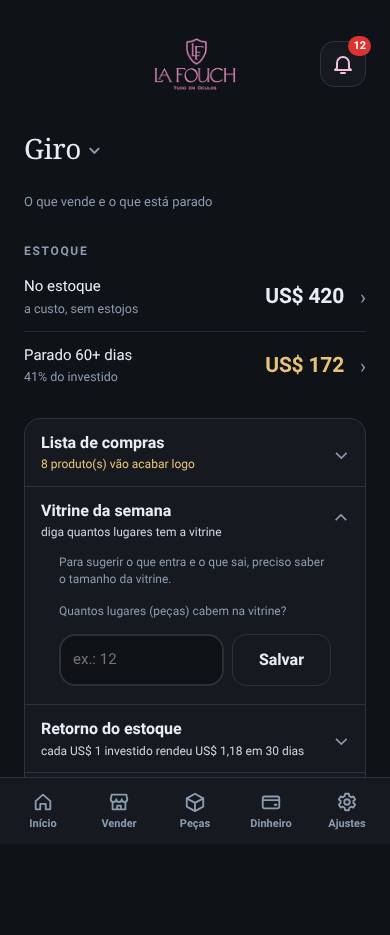 12
LF
LA FOUCH
Tudo em Óculos
Giro
O que vende e o que está parado
ESTOQUE
No estoque
US$ 420 ›
a custo, sem estojos
Parado 60+ dias
US$ 172 ›
41% do investido
Lista de compras
8 produto(s) vão acabar logo
Vitrine da semana
diga quantos lugares tem a vitrine
Para sugerir o que entra e o que sai, preciso saber
o tamanho da vitrine.
Quantos lugares (peças) cabem na vitrine?
ex.: 12
Salvar
Retorno do estoque
cada US$ 1 investido rendeu US$ 1,18 em 30 dias
Início
Vender
Peças
Dinheiro
Ajustes